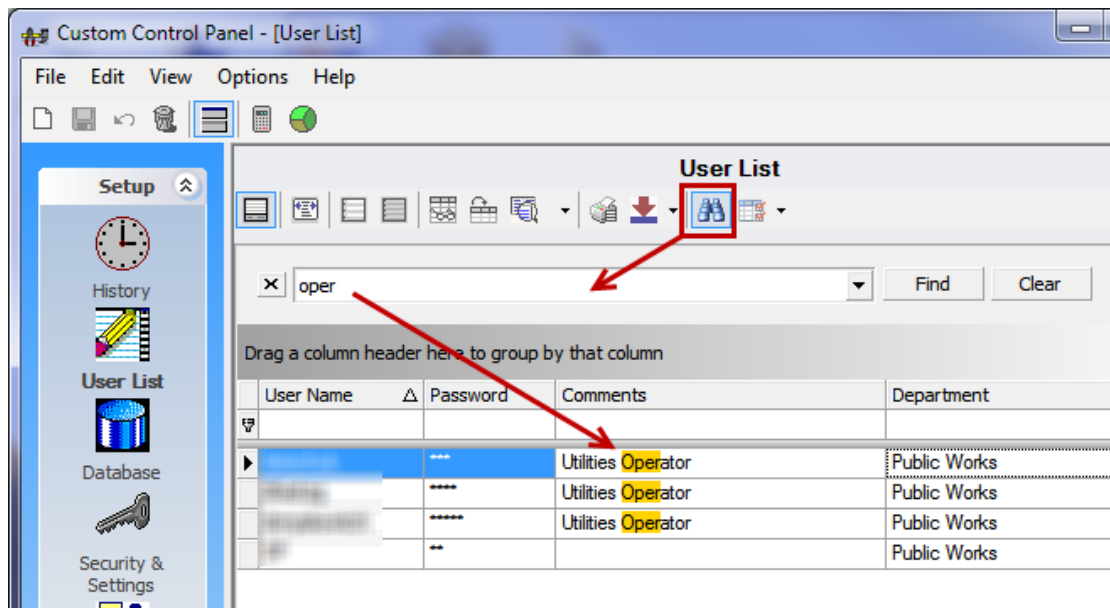 Custom Control Panel - [User List]
File Edit View Options Help
User List
Setup
History
User List
Database
Security &
Settings
oper
Find Clear
Drag a column header here to group by that column
User Name Password Comments Department
*** Utilities Operator Public Works
**** Utilities Operator Public Works
***** Utilities Operator Public Works
** Public Works